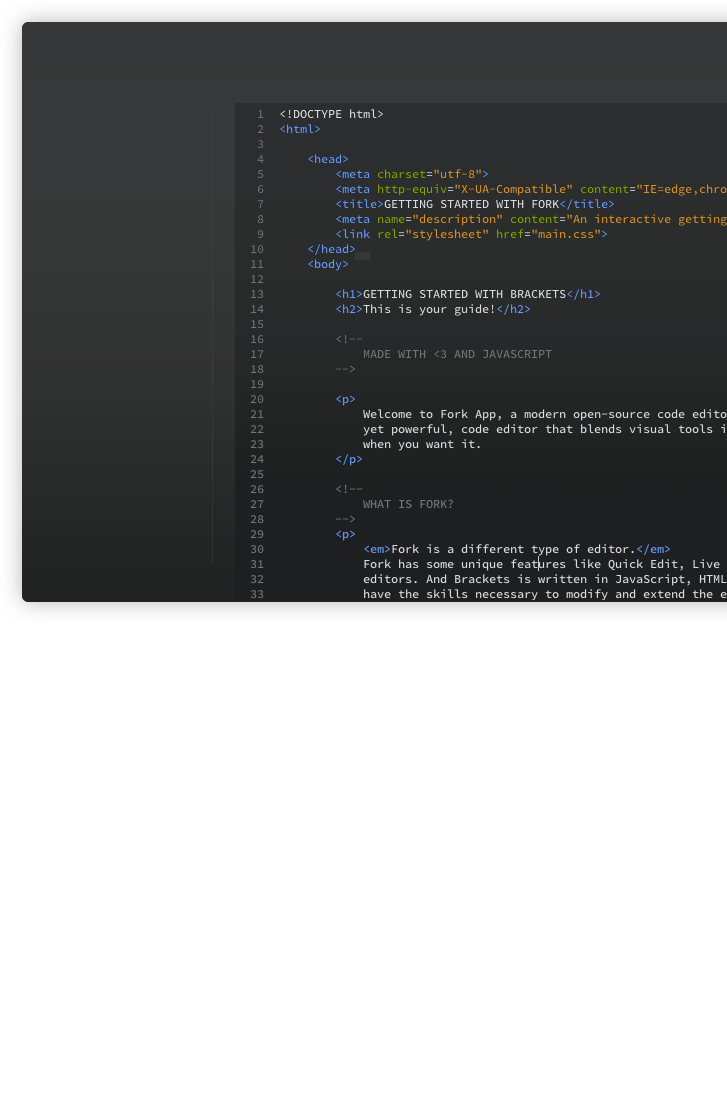 1 <!DOCTYPE html>
2 <html>
3
4 <head>
5 <meta charset="utf-8">
6 <meta http-equiv="X-UA-Compatible" content="IE=edge,chro
7 <title>GETTING STARTED WITH FORK</title>
8 <meta name="description" content="An interactive getting
9 <link rel="stylesheet" href="main.css">
10 </head>
11 <body>
12
13 <h1>GETTING STARTED WITH BRACKETS</h1>
14 <h2>This is your guide!</h2>
15
16 <!--
17 MADE WITH <3 AND JAVASCRIPT
18 -->
19
20 <p>
21 Welcome to Fork App, a modern open-source code edito
22 yet powerful, code editor that blends visual tools i
23 when you want it.
24 </p>
25
26 <!--
27 WHAT IS FORK?
28 -->
29 <p>
30 <em>Fork is a different type of editor.</em>
31 Fork has some unique features like Quick Edit, Live
32 editors. And Brackets is written in JavaScript, HTML
33 have the skills necessary to modify and extend the e